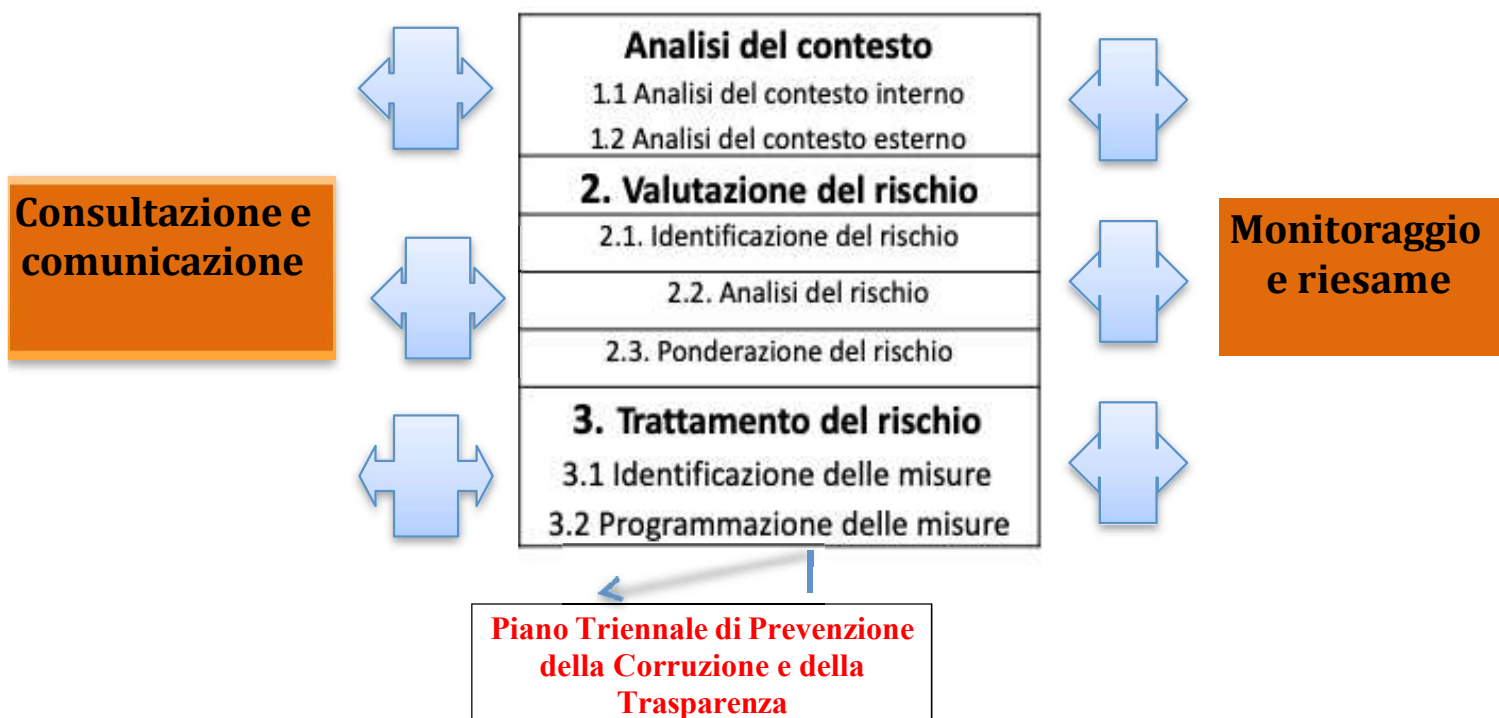 Analisi del contesto
1.1 Analisi del contesto interno
1.2 Analisi del contesto esterno
2. Valutazione del rischio
2.1. Identificazione del rischio
2.2. Analisi del rischio
2.3. Ponderazione del rischio
3. Trattamento del rischio
3.1 Identificazione delle misure
3.2 Programmazione delle misure
Consultazione e
comunicazione
Monitoraggio
e riesame
Piano Triennale di Prevenzione
della Corruzione e della
Trasparenza